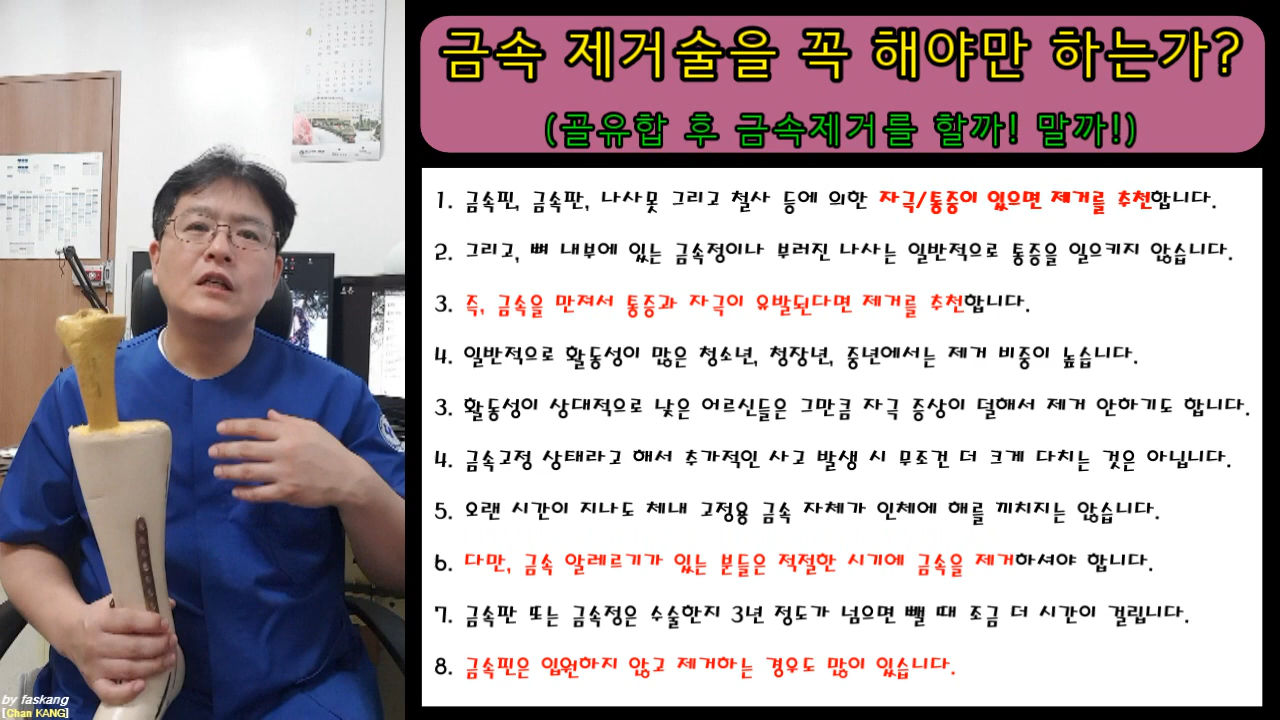 금속 제거술을 꼭 해야만 하는가?
(골유합 후 금속제거를 할까! 말까!)
1. 금속핀, 금속판, 나사못 그리고 철사 등에 의한 자극/통증이 있으면 제거를 추천합니다.
2. 그리고, 뼈 내부에 있는 금속정이나 부러진 나사는 일반적으로 통증을 일으키지 않습니다.
3. 즉, 금속을 만져서 통증과 자극이 유발된다면 제거를 추천합니다.
4. 일반적으로 활동성이 많은 청소년, 청장년, 중년에서는 제거 비중이 높습니다.
3. 활동성이 상대적으로 낮은 어르신들은 그만큼 자극 증상이 덜해서 제거 안하기도 합니다.
4. 금속고정 상태라고 해서 추가적인 사고 발생 시 무조건 더 크게 다치는 것은 아닙니다.
5. 오랜 시간이 지나도 체내 고정용 금속 자체가 인체에 해를 끼치지는 않습니다.
6. 다만, 금속 알레르기가 있는 분들은 적절한 시기에 금속을 제거하셔야 합니다.
7. 금속판 또는 금속정은 수술한지 3년 정도가 넘으면 뺄 때 조금 더 시간이 걸립니다.
8. 금속핀은 입원하지 않고 제거하는 경우도 많이 있습니다.
by faskang
[Chan KANG]